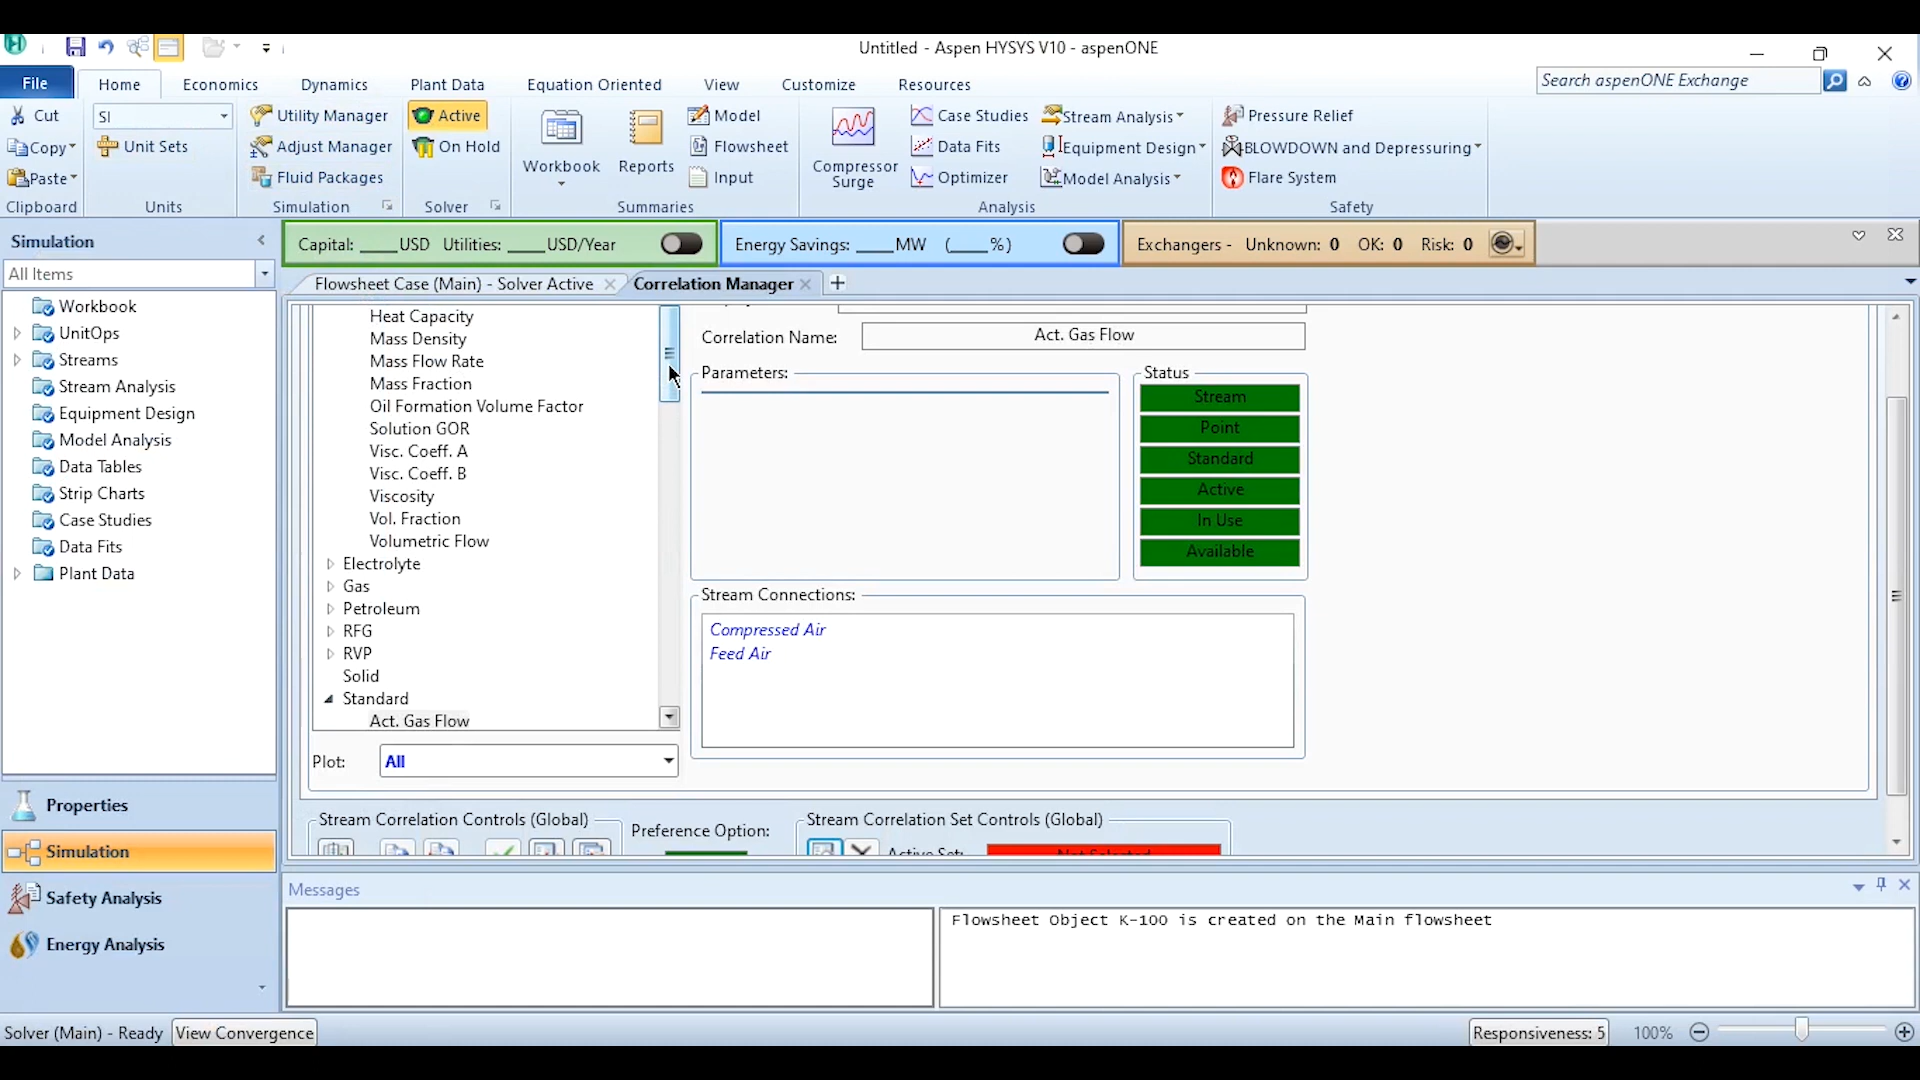 Untitled - Aspen HYSYS V10 - aspenONE
File Home Economics Dynamics Plant Data Equation Oriented View Customize Resources
Search aspenONE Exchange
Cut
Copy
Paste
Clipboard
SI
Unit Sets
Units
Utility Manager
Adjust Manager
Fluid Packages
Simulation
Active
On Hold
Solver
Workbook
Reports
Model
Flowsheet
Input
Summaries
Compressor
Surge
Case Studies
Data Fits
Optimizer
Stream Analysis
Equipment Design
Model Analysis
Analysis
Pressure Relief
BLOWDOWN and Depressuring
Flare System
Safety
Capital: ____USD Utilities: ____USD/Year
Energy Savings: ____MW (____%)
Exchangers - Unknown: 0 OK: 0 Risk: 0
Simulation
All Items
Workbook
UnitOps
Streams
Stream Analysis
Equipment Design
Model Analysis
Data Tables
Strip Charts
Case Studies
Data Fits
Plant Data
Properties
Simulation
Safety Analysis
Energy Analysis
Flowsheet Case (Main) - Solver Active
Correlation Manager
Heat Capacity
Mass Density
Mass Flow Rate
Mass Fraction
Oil Formation Volume Factor
Solution GOR
Visc. Coeff. A
Visc. Coeff. B
Viscosity
Vol. Fraction
Volumetric Flow
Electrolyte
Gas
Petroleum
RFG
RVP
Solid
Standard
Act. Gas Flow
Plot: All
Correlation Name: Act. Gas Flow
Parameters:
Status
Stream
Point
Standard
Active
In Use
Available
Stream Connections:
Compressed Air
Feed Air
Stream Correlation Controls (Global)
Preference Option:
Stream Correlation Set Controls (Global)
Active Set: Not Selected
Messages
Flowsheet Object K-100 is created on the Main flowsheet
Solver (Main) - Ready
View Convergence
Responsiveness: 5
100%